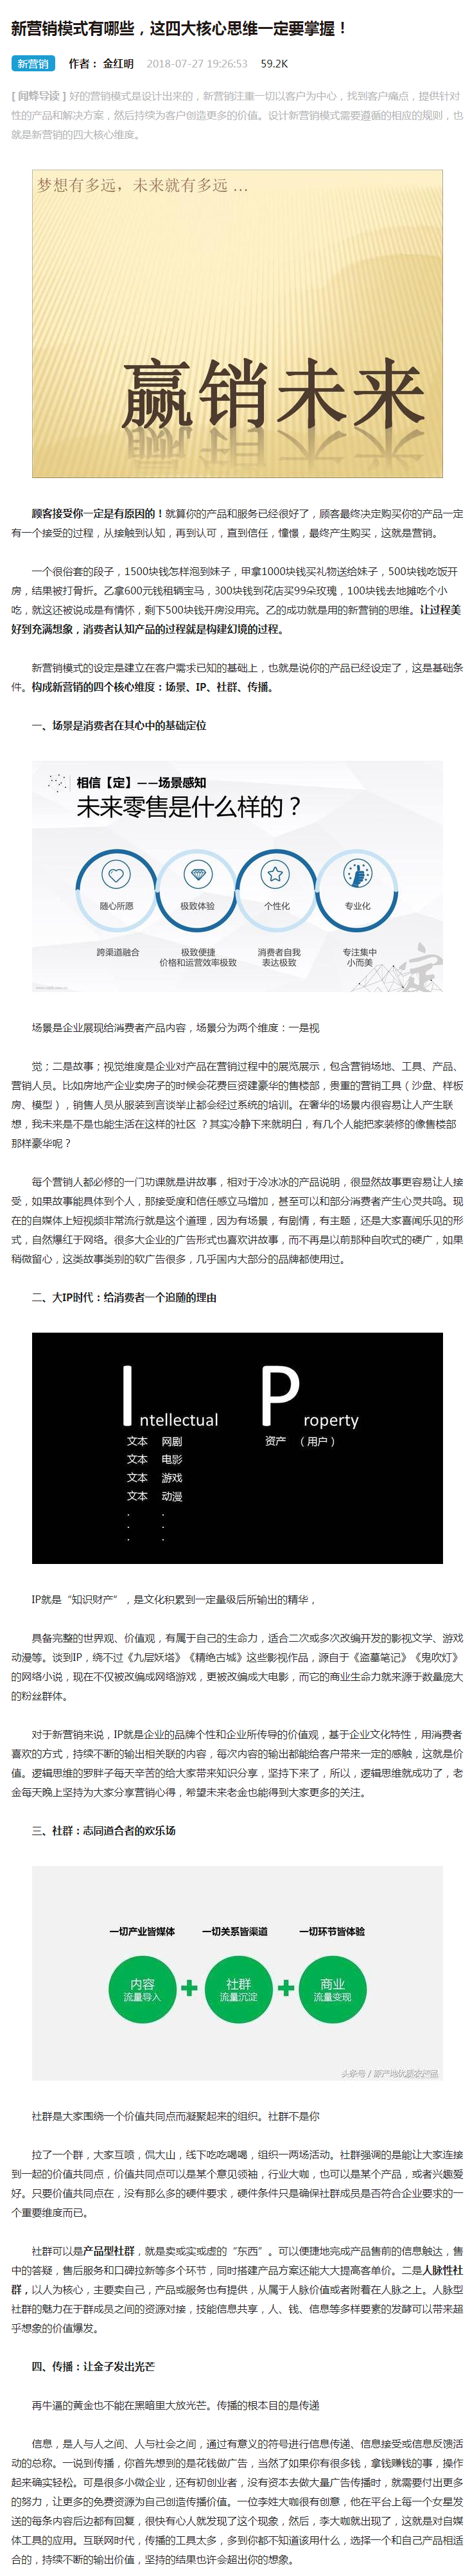 新营销模式有哪些，这四大核心思维一定要掌握！
新营销 作者： 金红明 2018-07-27 19:26:53 59.2K
[ 闻蜂导读 ] 好的营销模式是设计出来的，新营销注重一切以客户为中心，找到客户痛点，提供针对
性的产品和解决方案，然后持续为客户创造更多的价值。设计新营销模式需要遵循的相应的规则，也
就是新营销的四大核心维度。
梦想有多远，未来就有多远 ...
赢销未来
顾客接受你一定是有原因的！就算你的产品和服务已经很好了，顾客最终决定购买你的产品一定
有一个接受的过程，从接触到认知，再到认可，直到信任，憧憬，最终产生购买，这就是营销。
一个很俗套的段子，1500块钱怎样泡到妹子，甲拿1000块钱买礼物送给妹子，500块钱吃饭开
房，结果被打骨折。乙拿600元钱租辆宝马，300块钱到花店买99朵玫瑰，100块钱去地摊吃个小
吃，就这还被说成是有情怀，剩下500块钱开房没用完。乙的成功就是用的新营销的思维。让过程美
好到充满想象，消费者认知产品的过程就是构建幻境的过程。
新营销模式的设定是建立在客户需求已知的基础上，也就是说你的产品已经设定了，这是基础条
件。构成新营销的四个核心维度：场景、IP、社群、传播。
一、场景是消费者在其心中的基础定位
相信【定】——场景感知
未来零售是什么样的？
随心所愿 极致体验 个性化 专业化
跨渠道融合 极致便捷 消费者自我 专注集中
价格和运营效率极致 表达极致 小而美
定
场景是企业展现给消费者产品内容，场景分为两个维度：一是视
觉；二是故事；视觉维度是企业对产品在营销过程中的展览展示，包含营销场地、工具、产品、
营销人员。比如房地产企业卖房子的时候会花费巨资建豪华的售楼部，贵重的营销工具（沙盘、样板
房、模型），销售人员从服装到言谈举止都会经过系统的培训。在奢华的场景内很容易让人产生联
想，我未来是不是也能生活在这样的社区 ？其实冷静下来就明白，有几个人能把家装修的像售楼部
那样豪华呢？
每个营销人都必修的一门功课就是讲故事，相对于冷冰冰的产品说明，很显然故事更容易让人接
受，如果故事能具体到个人，那接受度和信任感立马增加，甚至可以和部分消费者产生心灵共鸣。现
在的自媒体上短视频非常流行就是这个道理，因为有场景，有剧情，有主题，还是大家喜闻乐见的形
式，自然爆红于网络。很多大企业的广告形式也喜欢讲故事，而不再是以前那种自吹式的硬广，如果
稍微留心，这类故事类别的软广告很多，几乎国内大部分的品牌都使用过。
二、大IP时代：给消费者一个追随的理由
Intellectual Property
文本 网剧 资产 （用户）
文本 电影
文本 游戏
文本 动漫
. .
. .
. .
IP就是“知识财产”，是文化积累到一定量级后所输出的精华，
具备完整的世界观、价值观，有属于自己的生命力，适合二次或多次改编开发的影视文学、游戏
动漫等。谈到IP，绕不过《九层妖塔》《精绝古城》这些影视作品，源自于《盗墓笔记》《鬼吹灯》
的网络小说，现在不仅被改编成网络游戏，更被改编成大电影，而它的商业生命力就来源于数量庞大
的粉丝群体。
对于新营销来说，IP就是企业的品牌个性和企业所传导的价值观，基于企业文化特性，用消费者
喜欢的方式，持续不断的输出相关联的内容，每次内容的输出都能给客户带来一定的感触，这就是价
值。逻辑思维的罗胖子每天辛苦的给大家带来知识分享，坚持下来了，所以，逻辑思维就成功了，老
金每天晚上坚持为大家分享营销心得，希望未来老金也能得到大家更多的关注。
三、社群：志同道合者的欢乐场
一切产业皆媒体 一切关系皆渠道 一切环节皆体验
内容 + 社群 + 商业
流量导入 流量沉淀 流量变现
头条号 / 原产地优质农产品
社群是大家围绕一个价值共同点而凝聚起来的组织。社群不是你
拉了一个群，大家互喷，侃大山，线下吃吃喝喝，组织一两场活动。社群强调的是能让大家连接
到一起的价值共同点，价值共同点可以是某个意见领袖，行业大咖，也可以是某个产品，或者兴趣爱
好。只要价值共同点在，没有那么多的硬件要求，硬件条件只是确保社群成员是否符合企业要求的一
个重要维度而已。
社群可以是产品型社群，就是卖或实或虚的“东西”。可以便捷地完成产品售前的信息触达，售
中的答疑，售后服务和口碑拉新等多个环节，同时搭建产品方案还能大大提高客单价。二是人脉性社
群，以人为核心，主要卖自己，产品或服务也有提供，从属于人脉价值或者附着在人脉之上。人脉型
社群的魅力在于群成员之间的资源对接，技能信息共享，人、钱、信息等多样要素的发酵可以带来超
乎想象的价值爆发。
四、传播：让金子发出光芒
再牛逼的黄金也不能在黑暗里大放光芒。传播的根本目的是传递
信息，是人与人之间、人与社会之间，通过有意义的符号进行信息传递、信息接受或信息反馈活
动的总称。一说到传播，你首先想到的是花钱做广告，当然了如果你有很多钱，拿钱赚钱的事，操作
起来确实轻松。可是很多小微企业，还有初创业者，没有资本去做大量广告传播时，就需要付出更多
的努力，让更多的免费资源为自己创造传播价值。一位李姓大咖很有创意，他在平台上每一个女星发
送的每条内容后边都有回复，很快有心人就发现了这个现象，然后，李大咖就出现了，这就是对自媒
体工具的应用。互联网时代，传播的工具太多，多到你都不知道该用什么，选择一个和自己产品相适
合的，持续不断的输出价值，坚持的结果也许会超出你的想象。